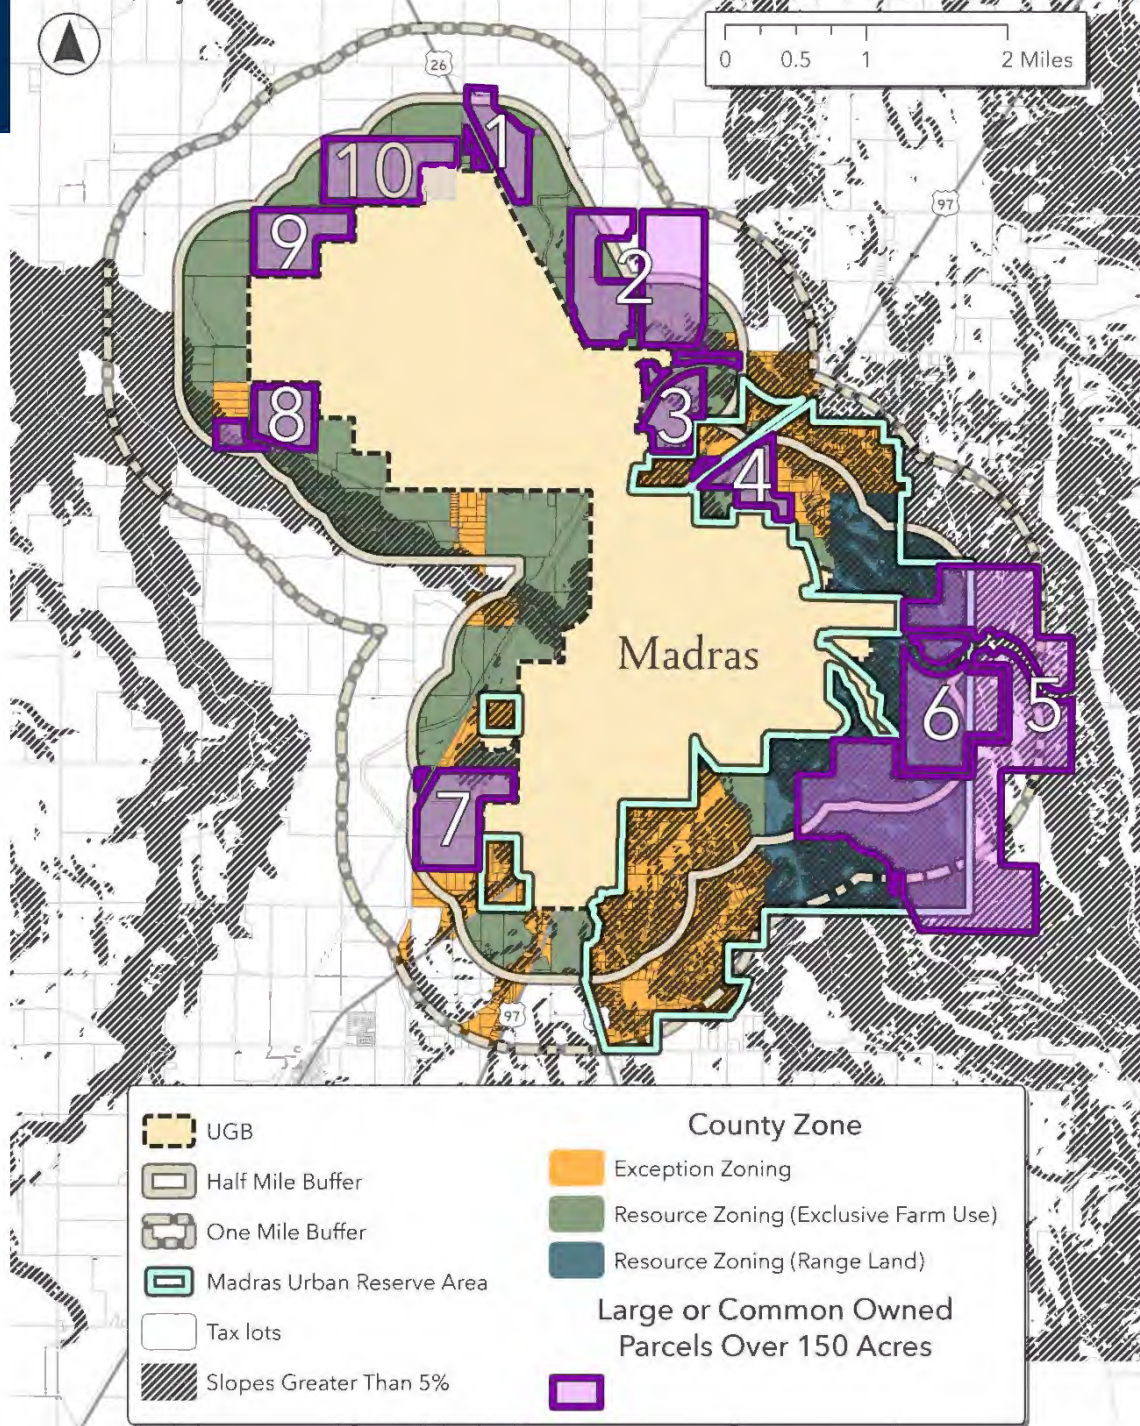 26
0 0.5 1 2 Miles
1
10
97
9
2
8
3
4
Madras
6
5
7
97
UGB
Half Mile Buffer
One Mile Buffer
Madras Urban Reserve Area
Tax lots
Slopes Greater Than 5%
County Zone
Exception Zoning
Resource Zoning (Exclusive Farm Use)
Resource Zoning (Range Land)
Large or Common Owned
Parcels Over 150 Acres